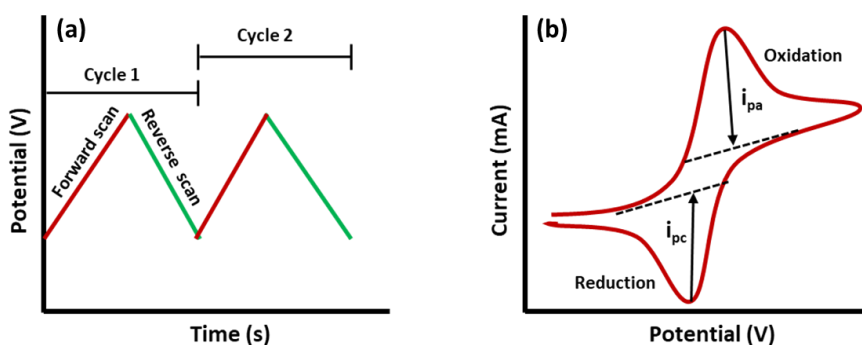 (a)
Cycle 2
Cycle 1
Forward scan
Reverse scan
Potential (V)
Time (s)
(b)
Oxidation
ipa
Current (mA)
ipc
Reduction
Potential (V)